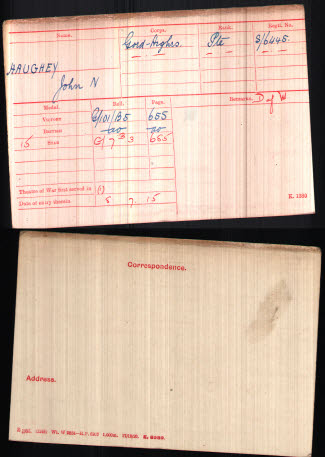 Name. Corps. Rank. Regtl. No.
HAUGHEY Gord. Highrs. Pte S/6445.
John N
Medal. Roll. Page. Remarks. D of W
Victory G/101/B5 655
British do do
15 Star G/7 B3 655
Theatre of War first served in (1)
Date of entry therein 8 7. 15 K. 1380
Correspondence.
Address.
K. 1380.